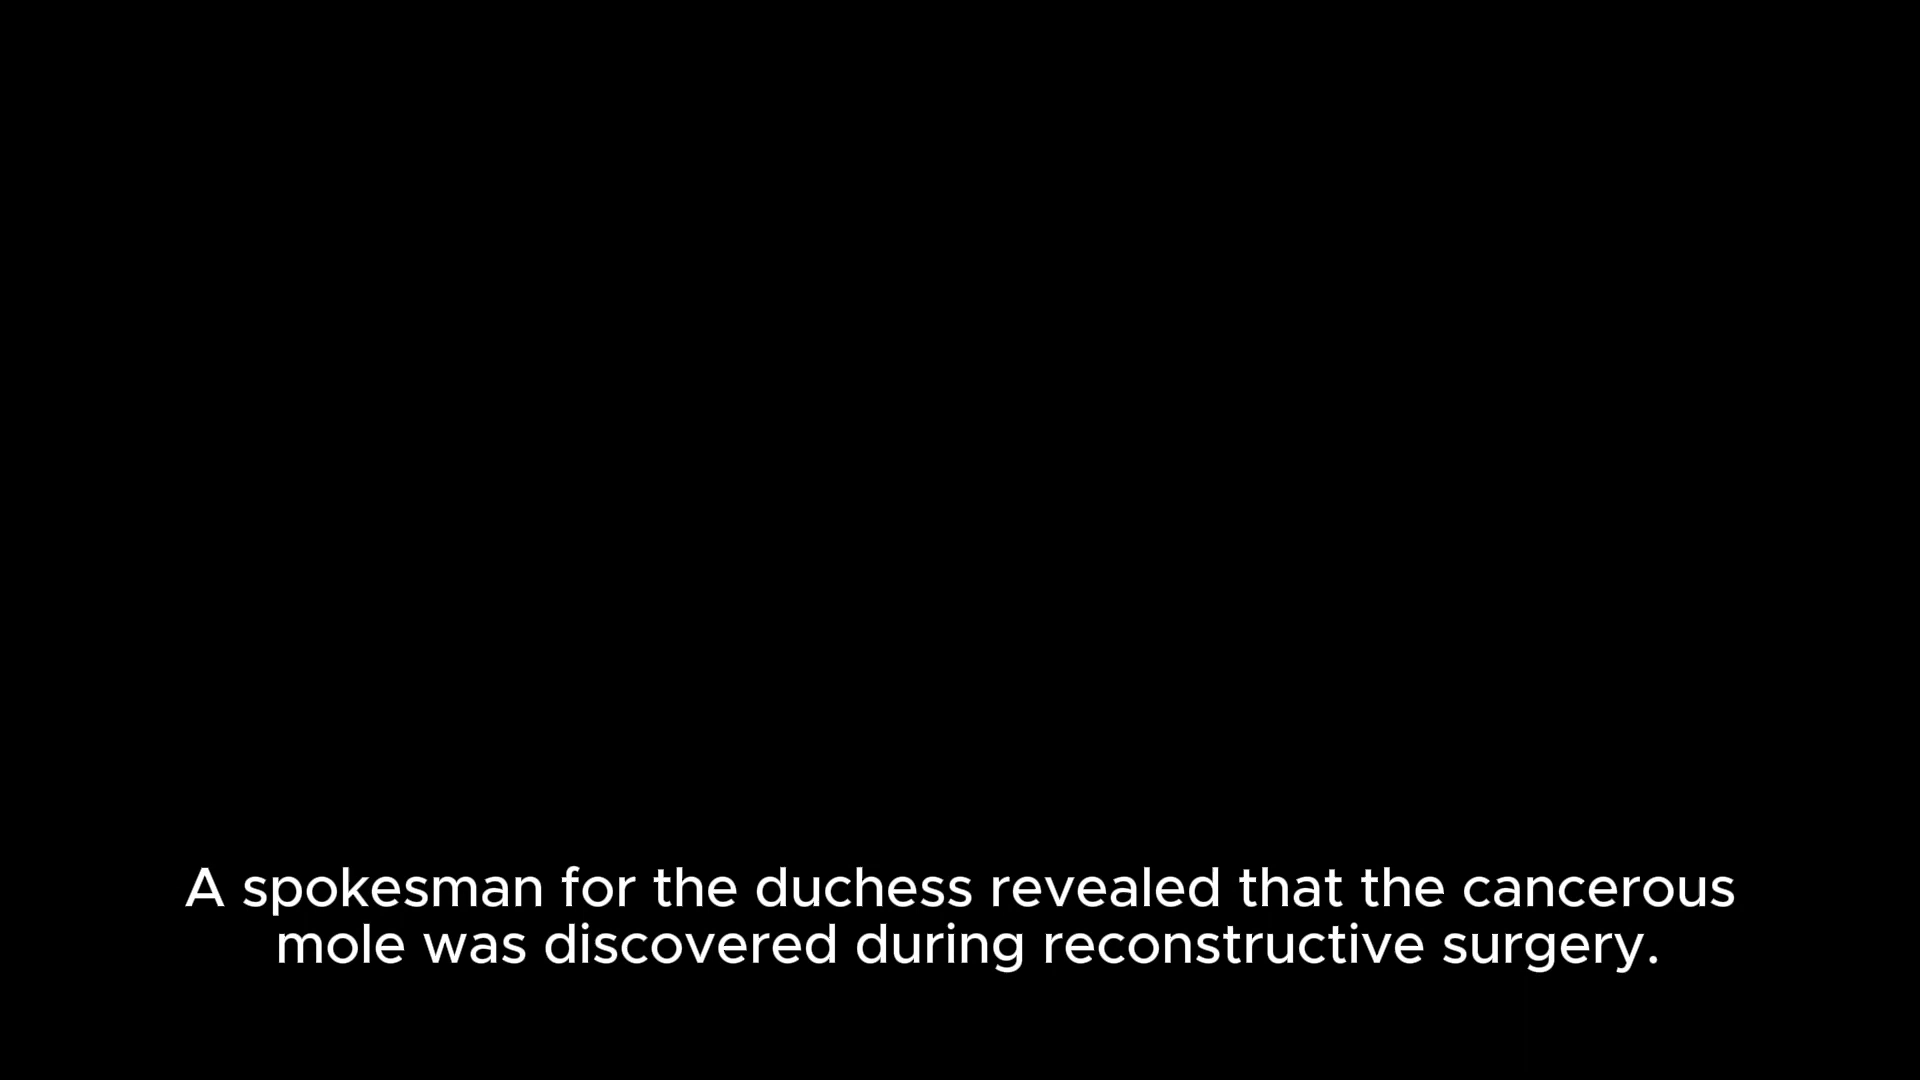 A spokesman for the duchess revealed that the cancerous
mole was discovered during reconstructive surgery.